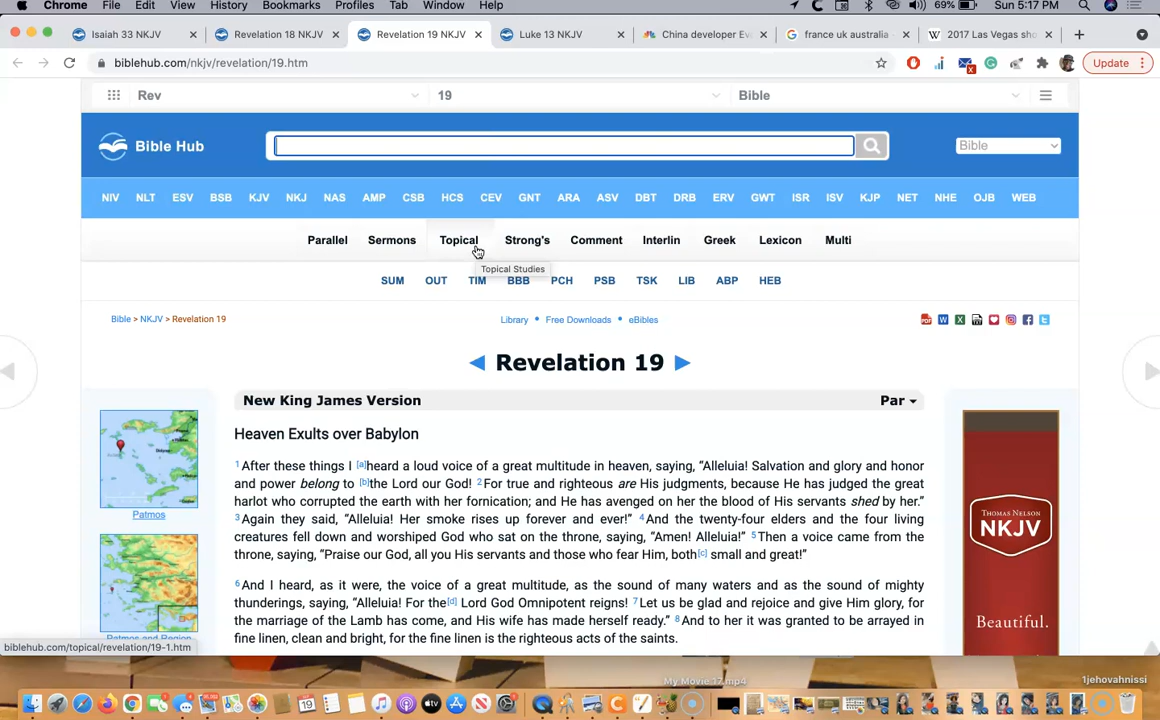 Chrome File Edit View History Bookmarks Profiles Tab Window Help 69% Sun 5:17 PM
Isaiah 33 NKJV Revelation 18 NKJV Revelation 19 NKJV Luke 13 NKJV China developer Ev france uk australia - 2017 Las Vegas sho
biblehub.com/nkjv/revelation/19.htm Update
Rev 19 Bible
Bible Hub Bible
NIV NLT ESV BSB KJV NKJ NAS AMP CSB HCS CEV GNT ARA ASV DBT DRB ERV GWT ISR ISV KJP NET NHE OJB WEB
Parallel Sermons Topical Strong's Comment Interlin Greek Lexicon Multi
Topical Studies
SUM OUT TIM BBB PCH PSB TSK LIB ABP HEB
Bible > NKJV > Revelation 19 Library • Free Downloads • eBibles
◄ Revelation 19 ►
New King James Version Par
Heaven Exults over Babylon
1After these things I [a]heard a loud voice of a great multitude in heaven, saying, “Alleluia! Salvation and glory and honor
and power belong to [b]the Lord our God! 2For true and righteous are His judgments, because He has judged the great
harlot who corrupted the earth with her fornication; and He has avenged on her the blood of His servants shed by her.”
3Again they said, “Alleluia! Her smoke rises up forever and ever!” 4And the twenty-four elders and the four living
creatures fell down and worshiped God who sat on the throne, saying, “Amen! Alleluia!” 5Then a voice came from the
throne, saying, “Praise our God, all you His servants and those who fear Him, both[c] small and great!”
6And I heard, as it were, the voice of a great multitude, as the sound of many waters and as the sound of mighty
thunderings, saying, “Alleluia! For the[d] Lord God Omnipotent reigns! 7Let us be glad and rejoice and give Him glory, for
the marriage of the Lamb has come, and His wife has made herself ready.” 8And to her it was granted to be arrayed in
fine linen, clean and bright, for the fine linen is the righteous acts of the saints.
Patmos
Patmos and Region
THOMAS NELSON
NKJV
Beautiful.
biblehub.com/topical/revelation/19-1.htm
My Movie 17.mp4
1jehovahnissi